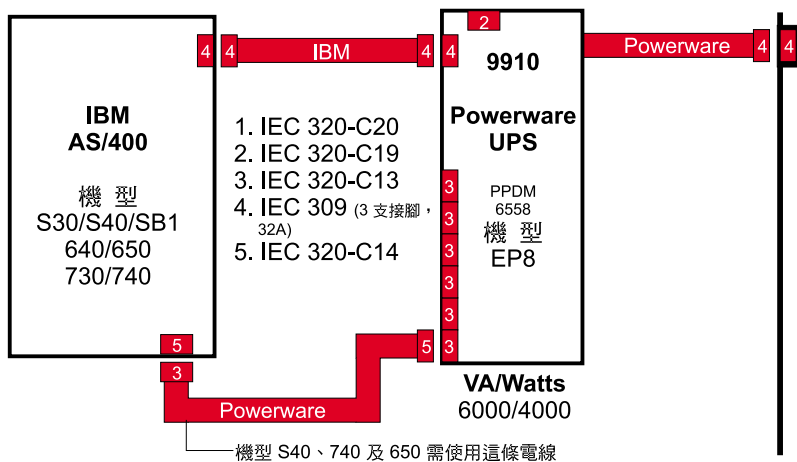 2
4 4 IBM 4 4
Powerware 4 4
9910
IBM
AS/400
Powerware
UPS
1. IEC 320-C20
2. IEC 320-C19
3. IEC 320-C13
4. IEC 309 (3 支接腳，
32A)
5. IEC 320-C14
機 型
S30/S40/SB1
640/650
730/740
PPDM
6558
機 型
EP8
3
3
3
3
3
3
5
5
3
Powerware
VA/Watts
6000/4000
機型 S40、740 及 650 需使用這條電線